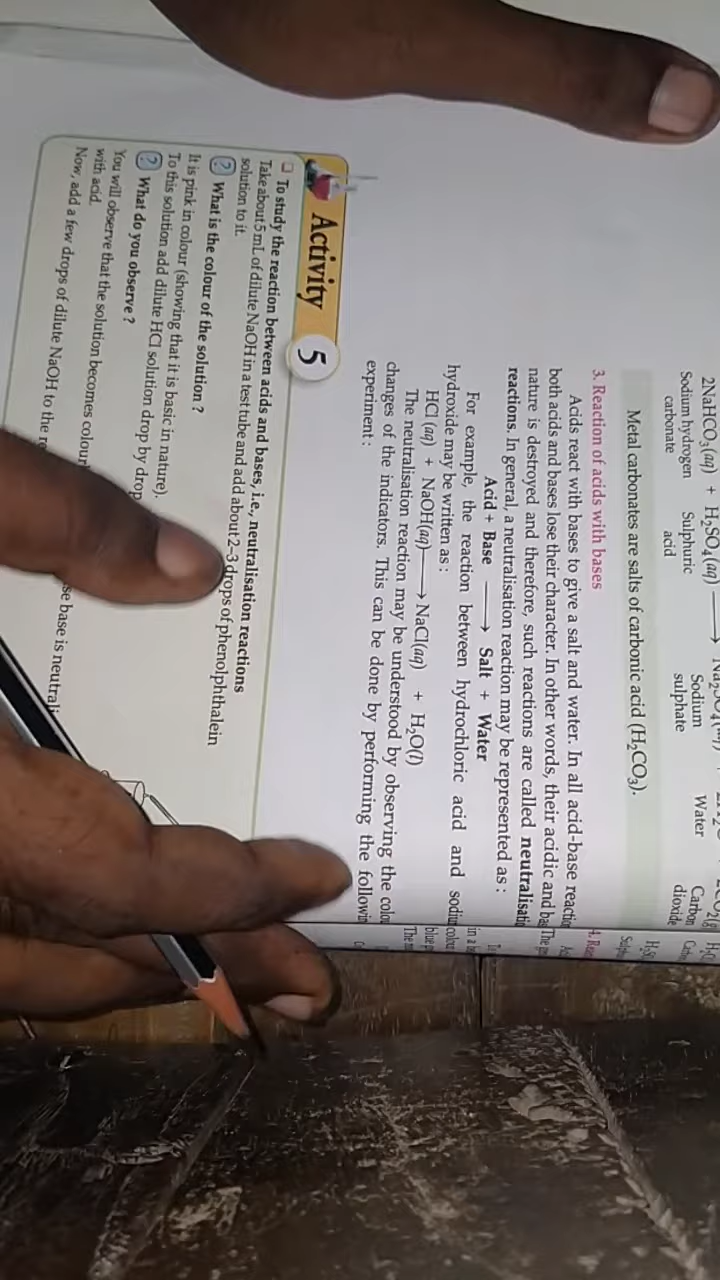 2NaHCO₃(aq) + H₂SO₄(aq) ⟶
Sodium hydrogen Sulphuric Sodium Water Carbon
carbonate acid sulphate dioxide
Metal carbonates are salts of carbonic acid (H₂CO₃).
3. Reaction of acids with bases
Acids react with bases to give a salt and water. In all acid-base
both acids and bases lose their character. In other words, their acidic and
nature is destroyed and therefore, such reactions are called
reactions. In general, a neutralisation reaction may be represented as :
Acid + Base ⟶ Salt + Water
For example, the reaction between hydrochloric acid and
hydroxide may be written as :
HCl (aq) + NaOH(aq) ⟶ NaCl(aq) + H₂O(l)
The neutralisation reaction may be understood by observing the
changes of the indicators. This can be done by performing the
experiment :
Activity 5
To study the reaction between acids and bases, i.e., neutralisation reactions
Take about 5 mL of dilute NaOH in a test tube and add about 2–3 drops of phenolphthalein
solution to it.
? What is the colour of the solution ?
It is pink in colour (showing that it is basic in nature).
To this solution add dilute HCl solution drop by drop
? What do you observe ?
You will observe that the solution becomes base is
with acid.
Now, add a few drops of dilute NaOH to the